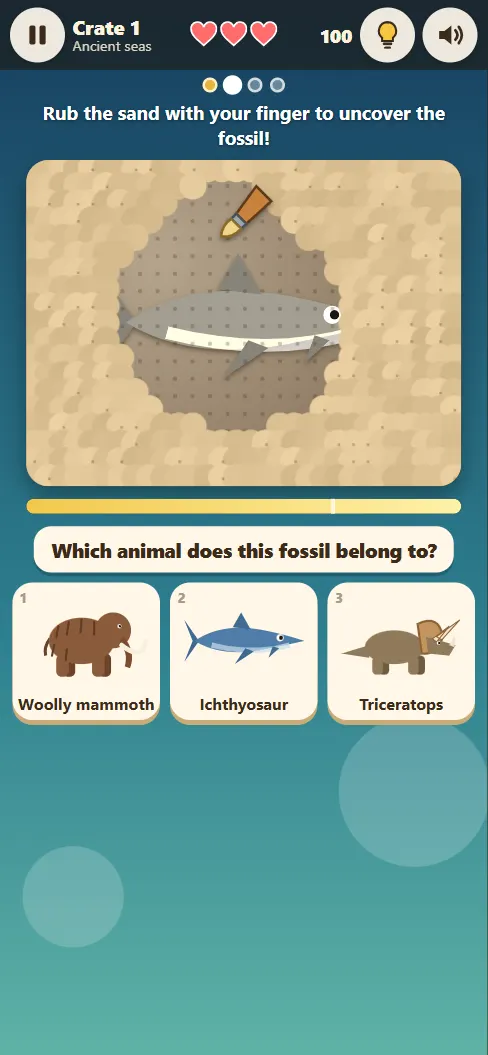 Crate 1
Ancient seas
100
Rub the sand with your finger to uncover the
fossil!
Which animal does this fossil belong to?
1
Woolly mammoth
2
Ichthyosaur
3
Triceratops